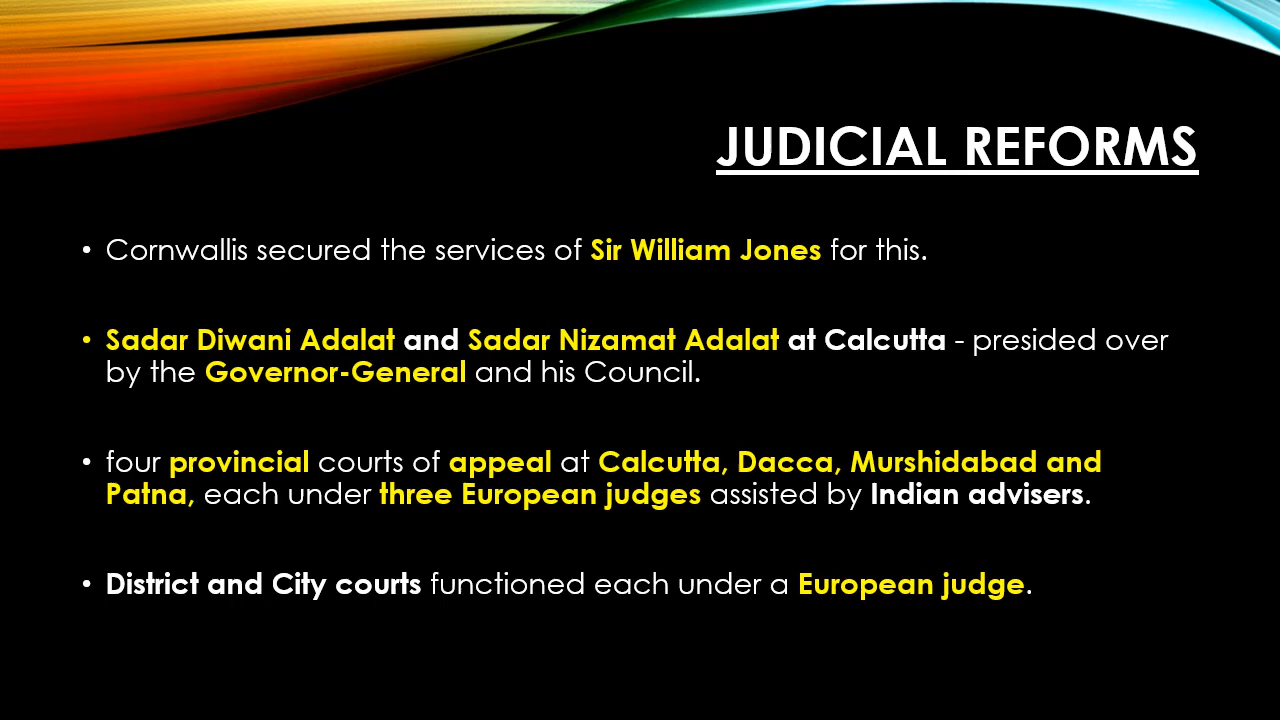 JUDICIAL REFORMS
• Cornwallis secured the services of Sir William Jones for this.
• Sadar Diwani Adalat and Sadar Nizamat Adalat at Calcutta - presided over
by the Governor-General and his Council.
• four provincial courts of appeal at Calcutta, Dacca, Murshidabad and
Patna, each under three European judges assisted by Indian advisers.
• District and City courts functioned each under a European judge.